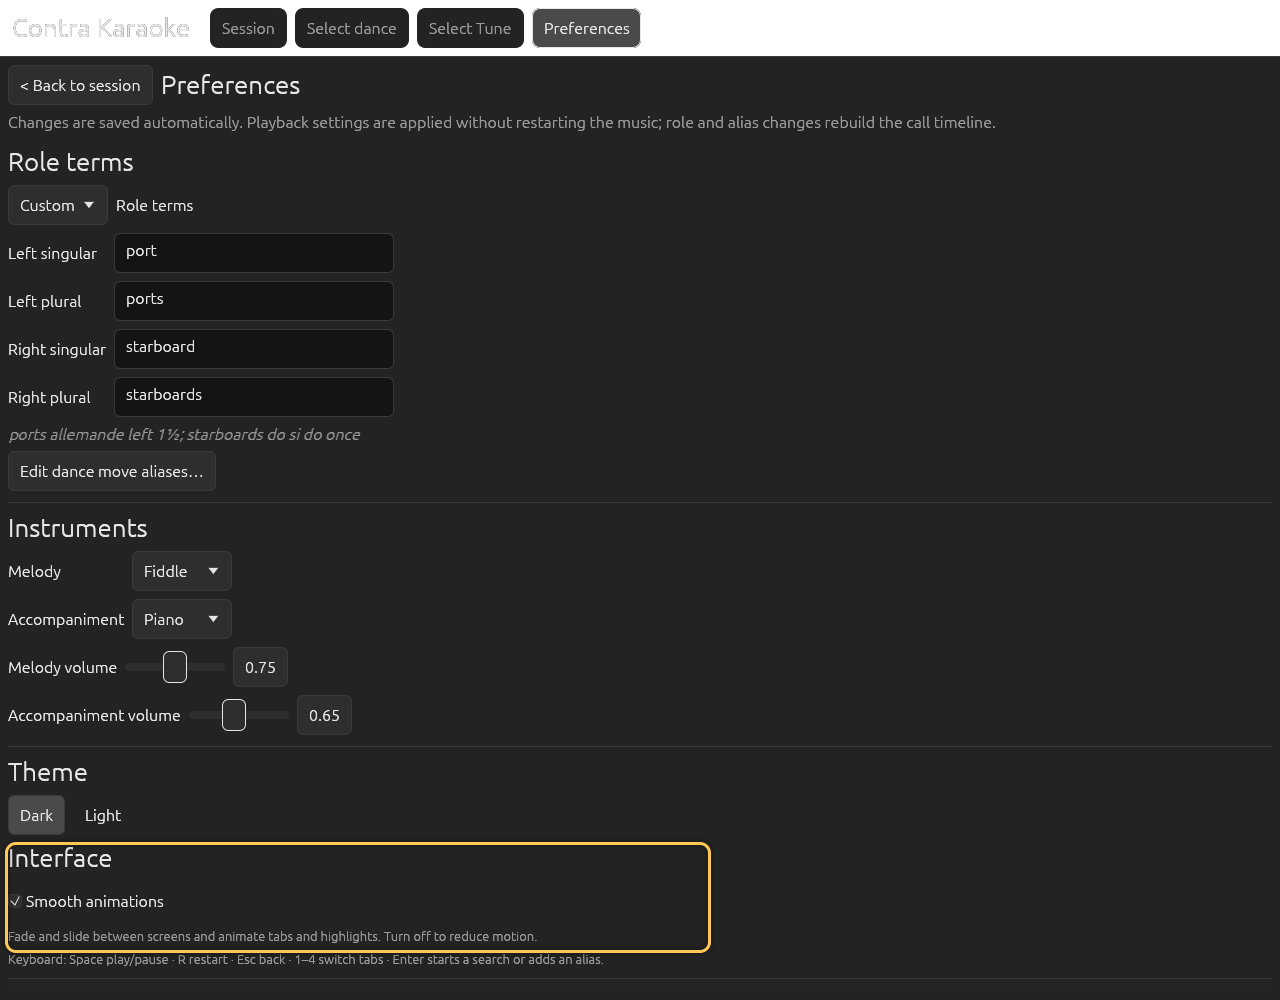 Contra Karaoke
Session
Select dance
Select Tune
Preferences
< Back to session
Preferences
Changes are saved automatically. Playback settings are applied without restarting the music; role and alias changes rebuild the call timeline.
Role terms
Custom
Role terms
Left singular
port
Left plural
ports
Right singular
starboard
Right plural
starboards
ports allemande left 1½; starboards do si do once
Edit dance move aliases...
Instruments
Melody
Fiddle
Accompaniment
Piano
Melody volume
0.75
Accompaniment volume
0.65
Theme
Dark
Light
Interface
Smooth animations
Fade and slide between screens and animate tabs and highlights. Turn off to reduce motion.
Keyboard: Space play/pause · R restart · Esc back · 1–4 switch tabs · Enter starts a search or adds an alias.